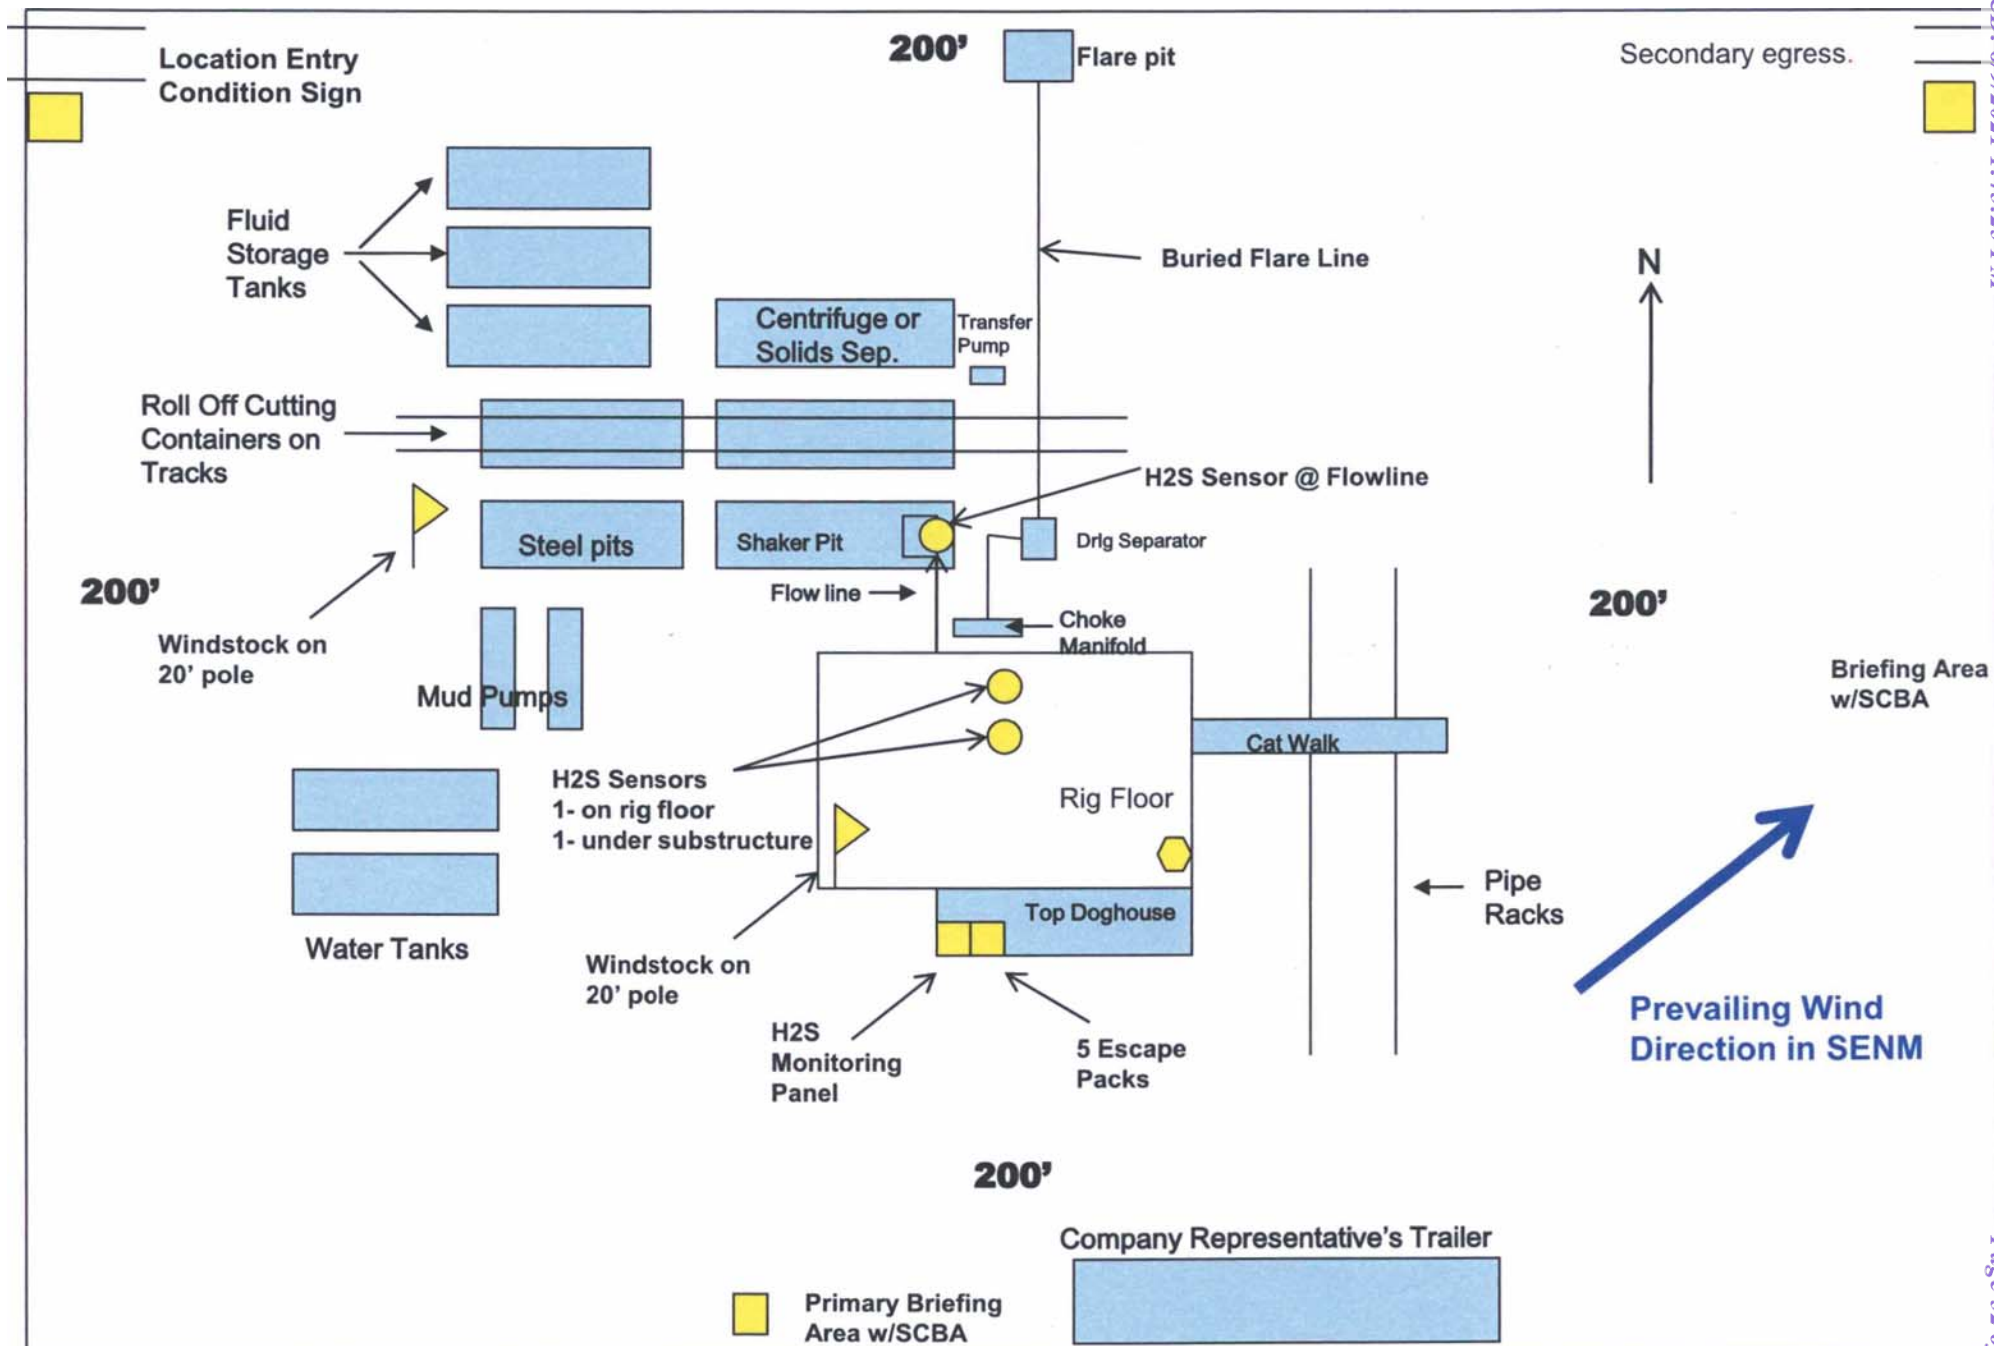 200'
Flare pit
Secondary egress.
Location Entry
Condition Sign
Fluid
Storage
Tanks
Buried Flare Line
N
Centrifuge or
Solids Sep.
Transfer
Pump
Roll Off Cutting
Containers on
Tracks
H2S Sensor @ Flowline
Steel pits
Shaker Pit
Drlg Separator
200'
Flow line
200'
Choke
Manifold
Windstock on
20' pole
Mud Pumps
Briefing Area
w/SCBA
Cat Walk
H2S Sensors
1- on rig floor
1- under substructure
Rig Floor
Pipe
Racks
Top Doghouse
Water Tanks
Windstock on
20' pole
Prevailing Wind
Direction in SENM
H2S
Monitoring
Panel
5 Escape
Packs
200'
Company Representative's Trailer
Primary Briefing
Area w/SCBA